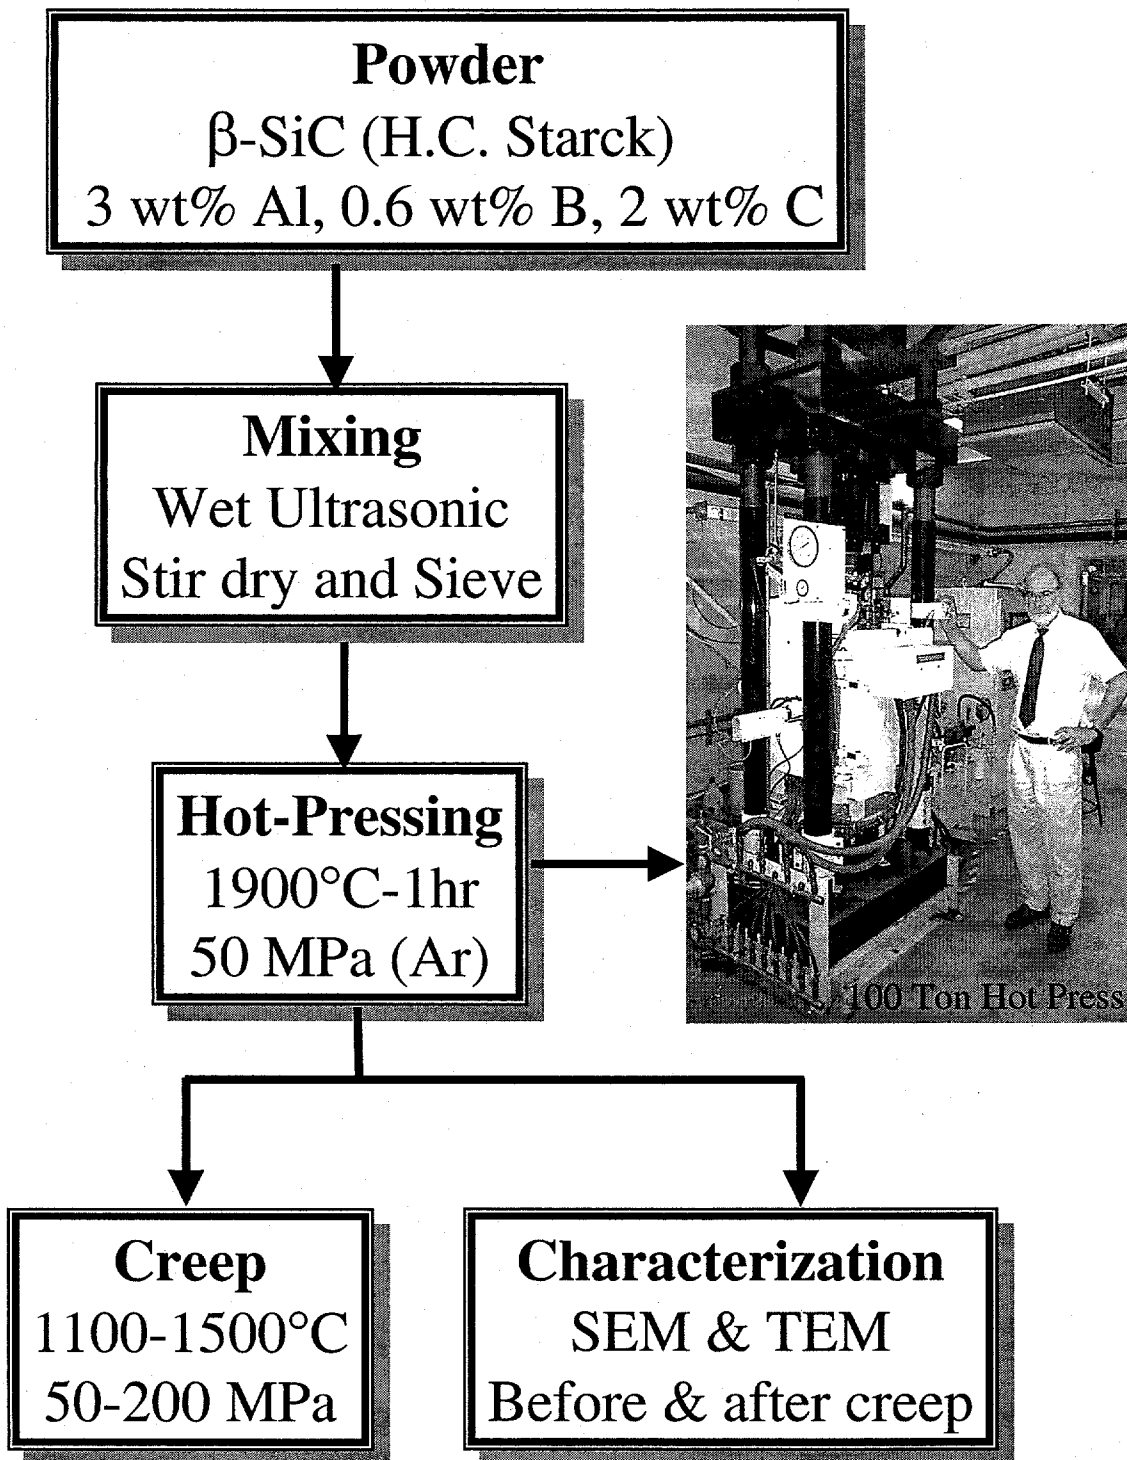 Powder
β-SiC (H.C. Starck)
3 wt% Al, 0.6 wt% B, 2 wt% C
Mixing
Wet Ultrasonic
Stir dry and Sieve
Hot-Pressing
1900°C-1hr
50 MPa (Ar)
100 Ton Hot Press
Creep
1100-1500°C
50-200 MPa
Characterization
SEM & TEM
Before & after creep